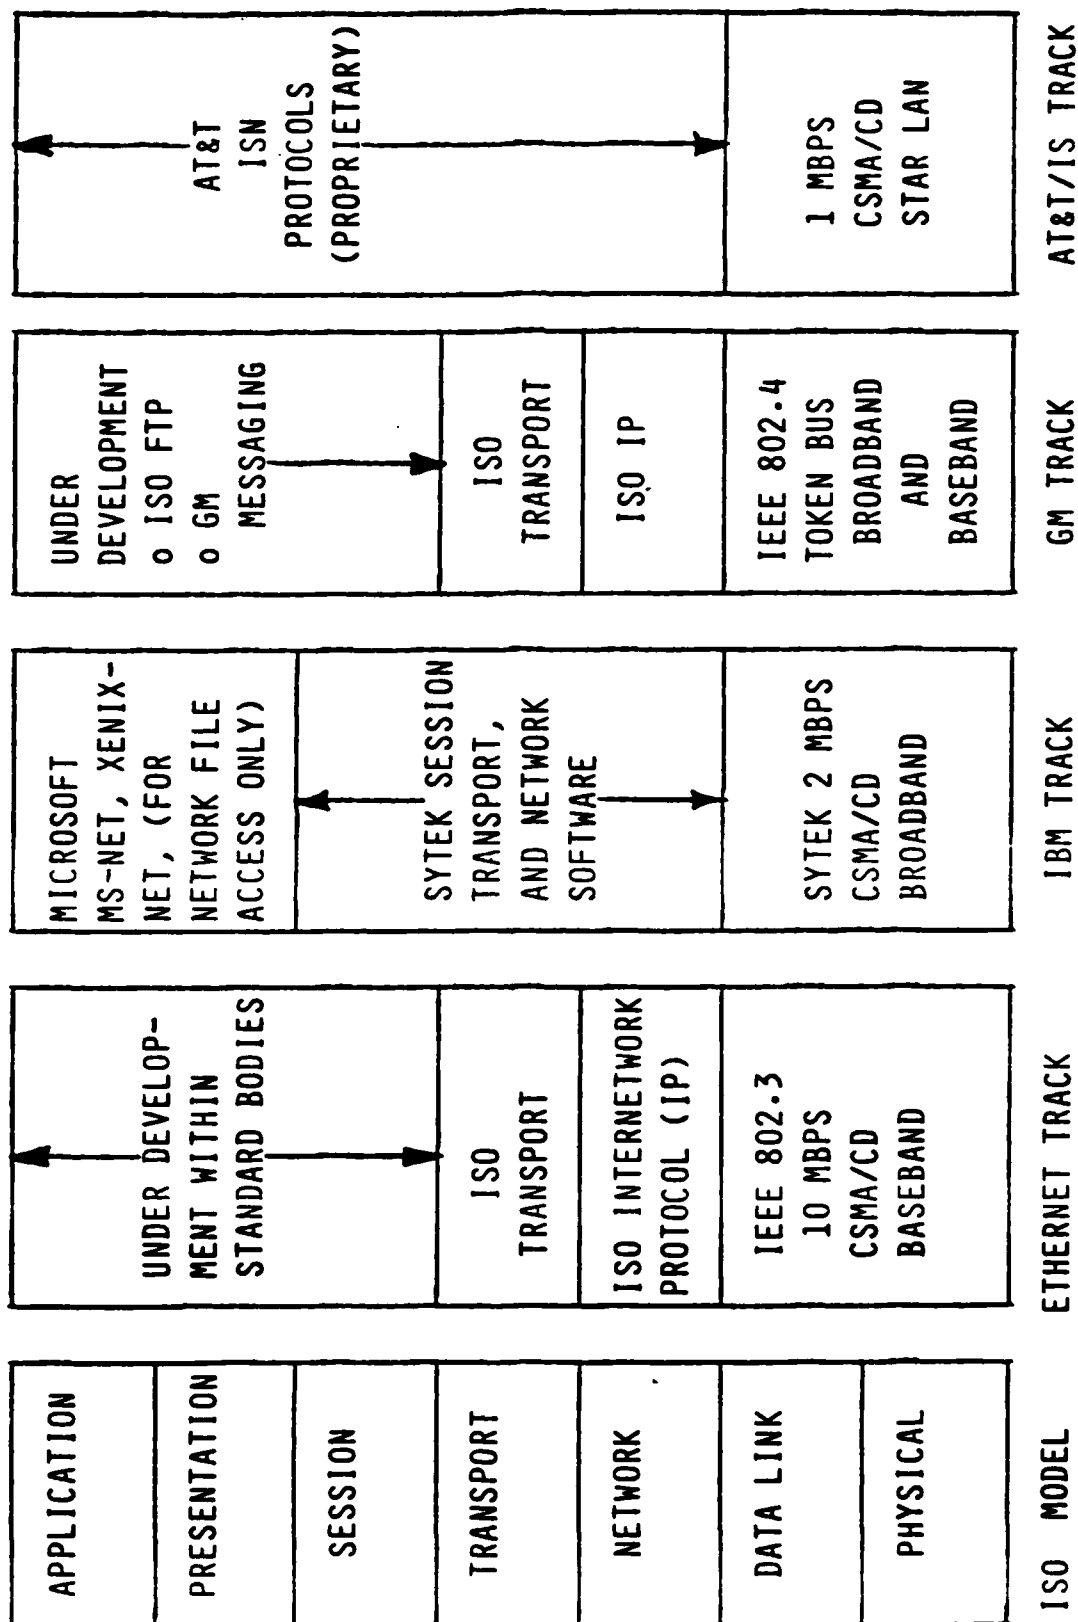 APPLICATION
PRESENTATION
SESSION
TRANSPORT
NETWORK
DATA LINK
PHYSICAL
ISO MODEL
UNDER DEVELOP-
MENT WITHIN
STANDARD BODIES
ISO
TRANSPORT
ISO INTERNETWORK
PROTOCOL (IP)
IEEE 802.3
10 MBPS
CSMA/CD
BASEBAND
ETHERNET TRACK
MICROSOFT
MS-NET, XENIX-
NET, (FOR
NETWORK FILE
ACCESS ONLY)
SYTEK SESSION
TRANSPORT,
AND NETWORK
SOFTWARE
SYTEK 2 MBPS
CSMA/CD
BROADBAND
IBM TRACK
UNDER
DEVELOPMENT
o ISO FTP
o GM
MESSAGING
ISO
TRANSPORT
ISO IP
IEEE 802.4
TOKEN BUS
BROADBAND
AND
BASEBAND
GM TRACK
AT&T
ISN
PROTOCOLS
(PROPRIETARY)
1 MBPS
CSMA/CD
STAR LAN
AT&T/IS TRACK